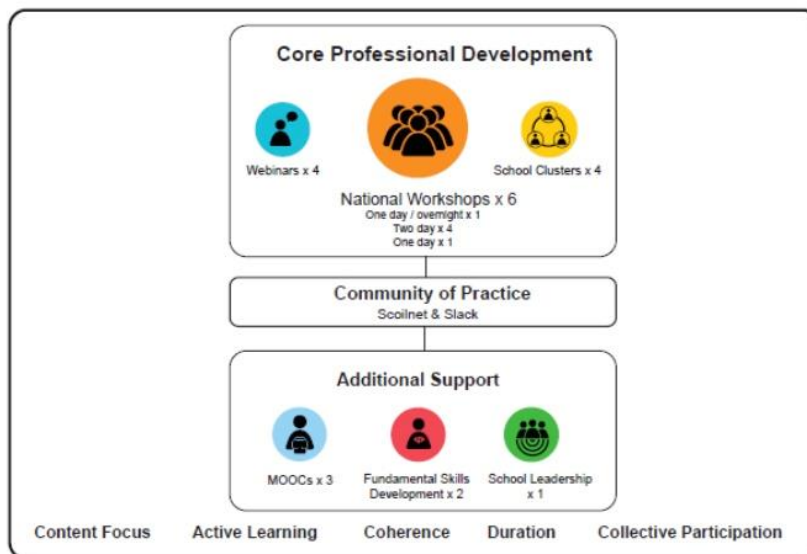 Core Professional Development
Webinars x 4
School Clusters x 4
National Workshops x 6
One day / overnight x 1
Two day x 4
One day x 1
Community of Practice
Scoilnet & Slack
Additional Support
MOOCs x 3
Fundamental Skills
Development x 2
School Leadership
x 1
Content Focus Active Learning Coherence Duration Collective Participation